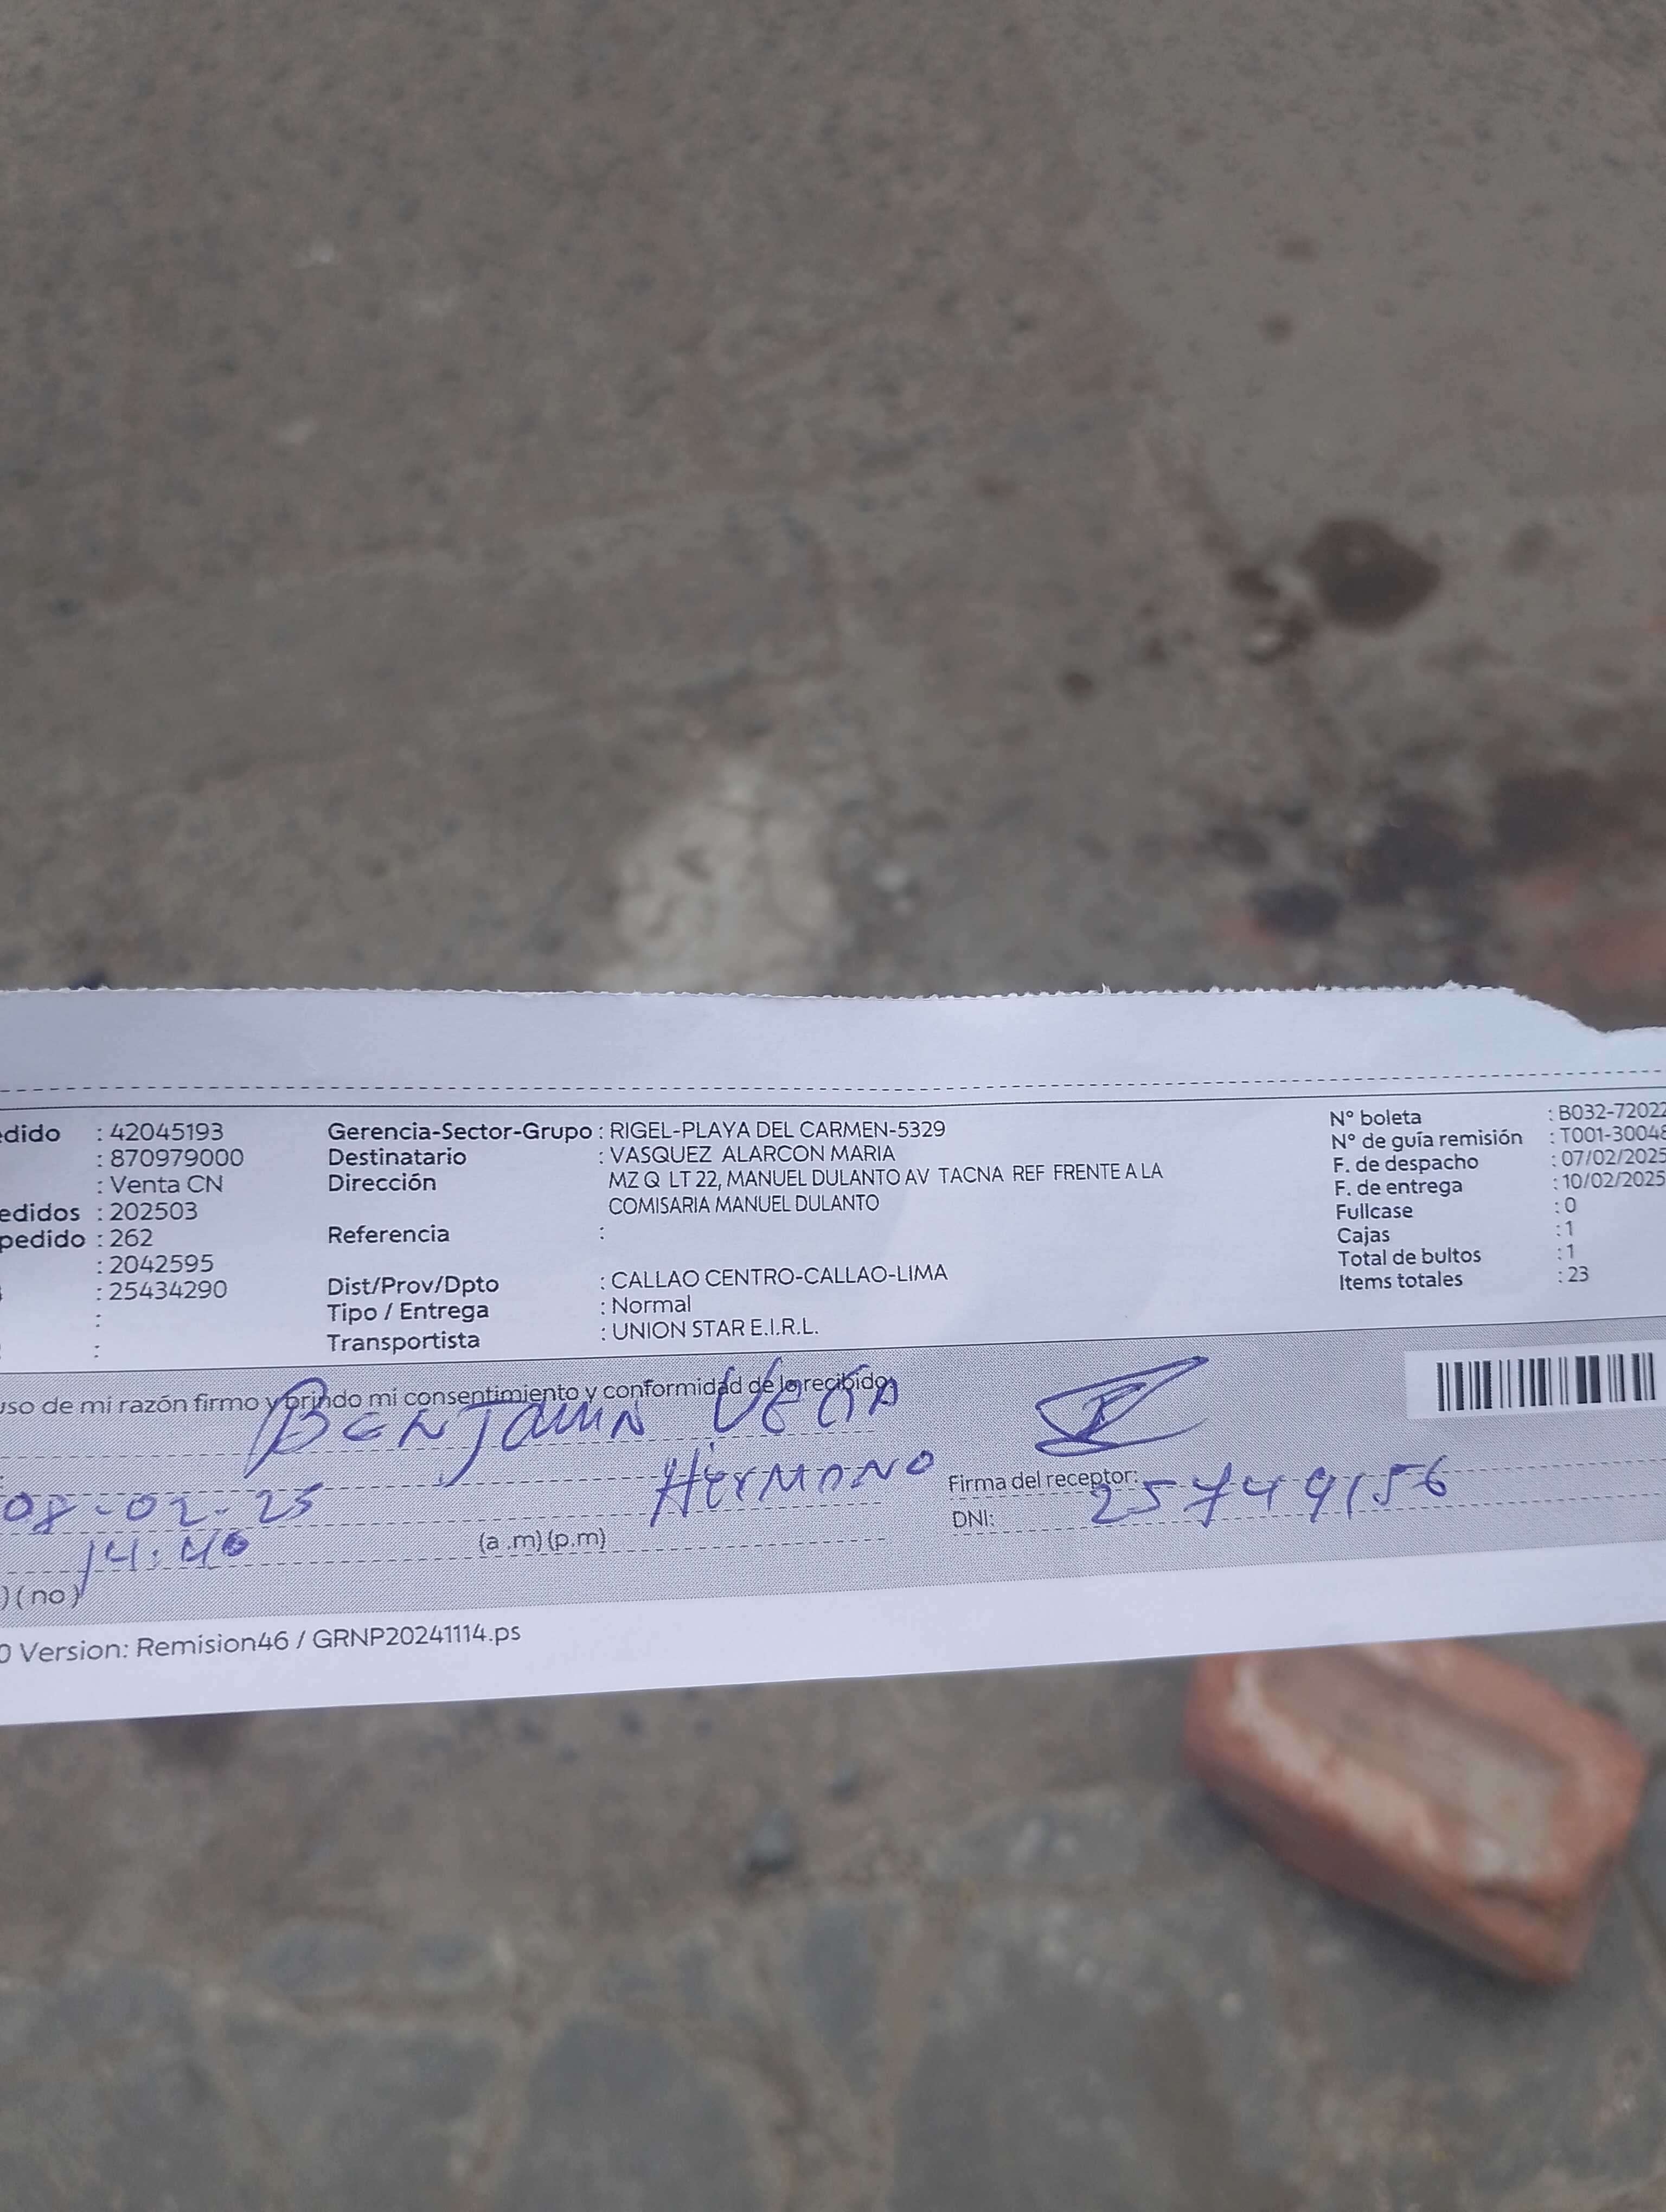 edido : 42045193
: 870979000
: Venta CN
edidos : 202503
pedido : 262
: 2042595
: 25434290
:
:
Gerencia-Sector-Grupo : RIGEL-PLAYA DEL CARMEN-5329
Destinatario : VASQUEZ ALARCON MARIA
Dirección MZ Q LT 22, MANUEL DULANTO AV TACNA REF FRENTE A LA
COMISARIA MANUEL DULANTO
Referencia :
Dist/Prov/Dpto : CALLAO CENTRO-CALLAO-LIMA
Tipo / Entrega : Normal
Transportista : UNION STAR E.I.R.L.
N° boleta : B032-72022
N° de guía remisión : T001-30048
F. de despacho : 07/02/2025
F. de entrega : 10/02/2025
Fullcase : 0
Cajas : 1
Total de bultos : 1
Items totales : 23
uso de mi razón firmo y brindo mi consentimiento y conformidad de lo recibido
BENJAMIN VEGA
HERMANO
Firma del receptor:
08-02-25
DNI: 257449156
14:40 (a .m) (p.m)
) ( no )
0 Version: Remision46 / GRNP20241114.ps